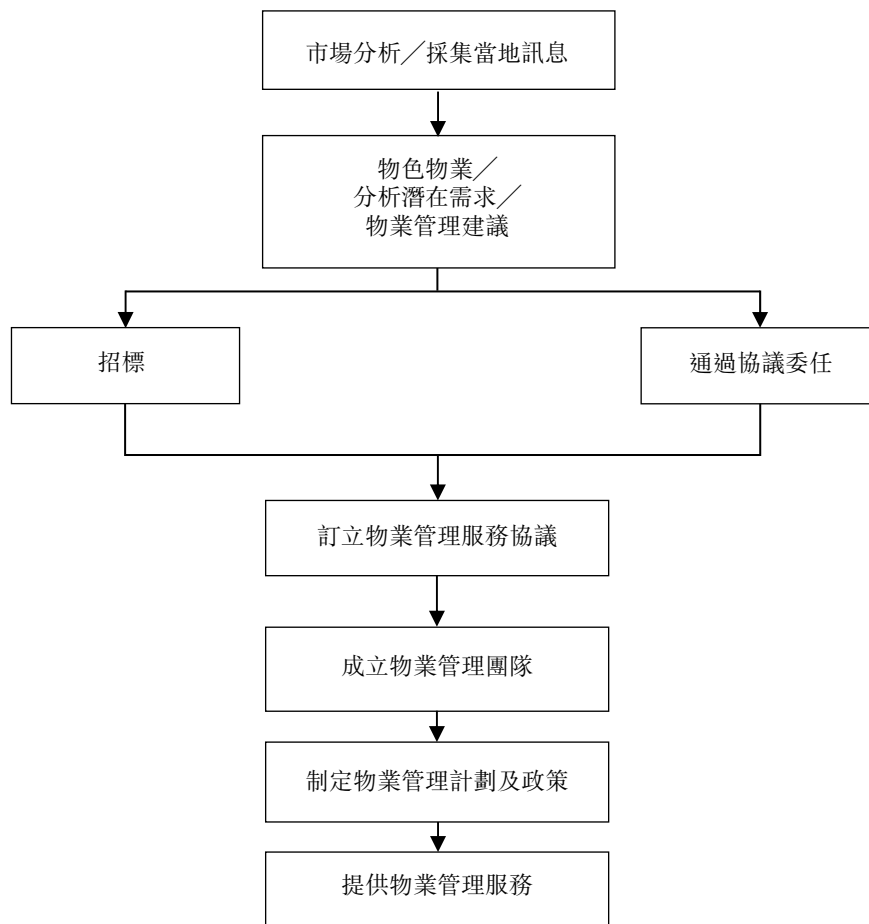 市場分析／採集當地訊息
物色物業／
分析潛在需求／
物業管理建議
招標
通過協議委任
訂立物業管理服務協議
成立物業管理團隊
制定物業管理計劃及政策
提供物業管理服務